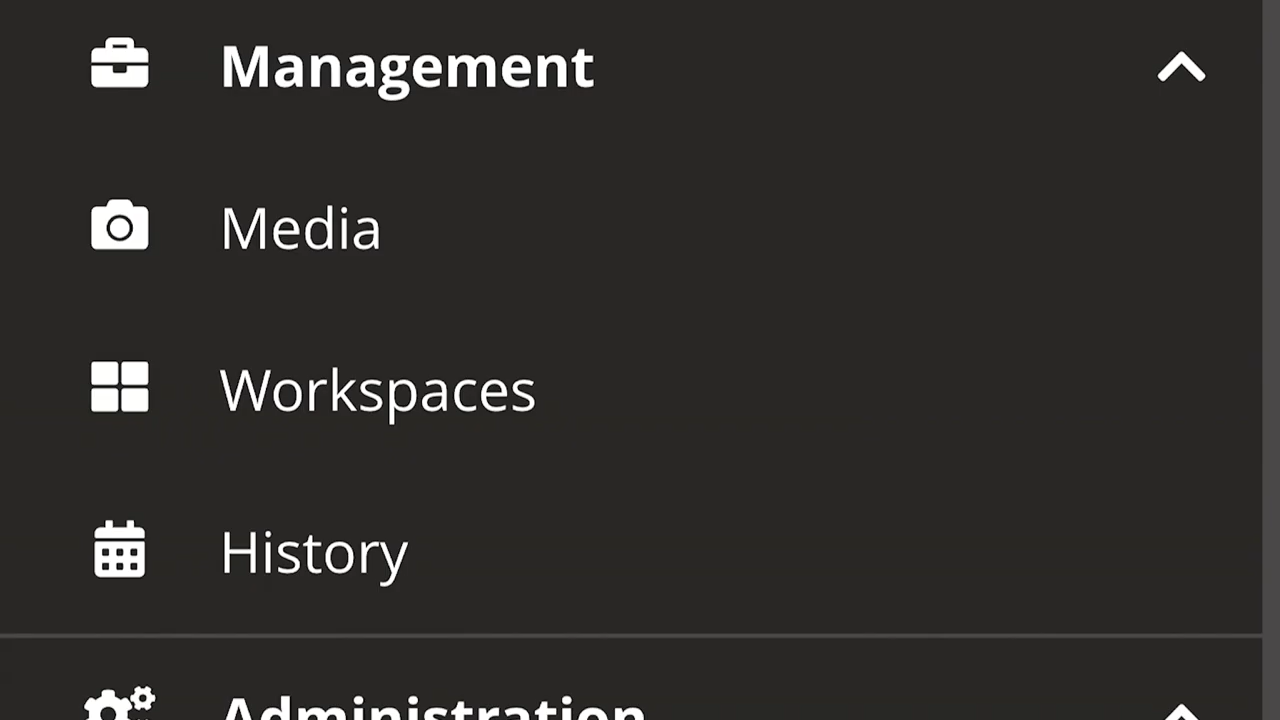 Management
Media
Workspaces
History
Administration